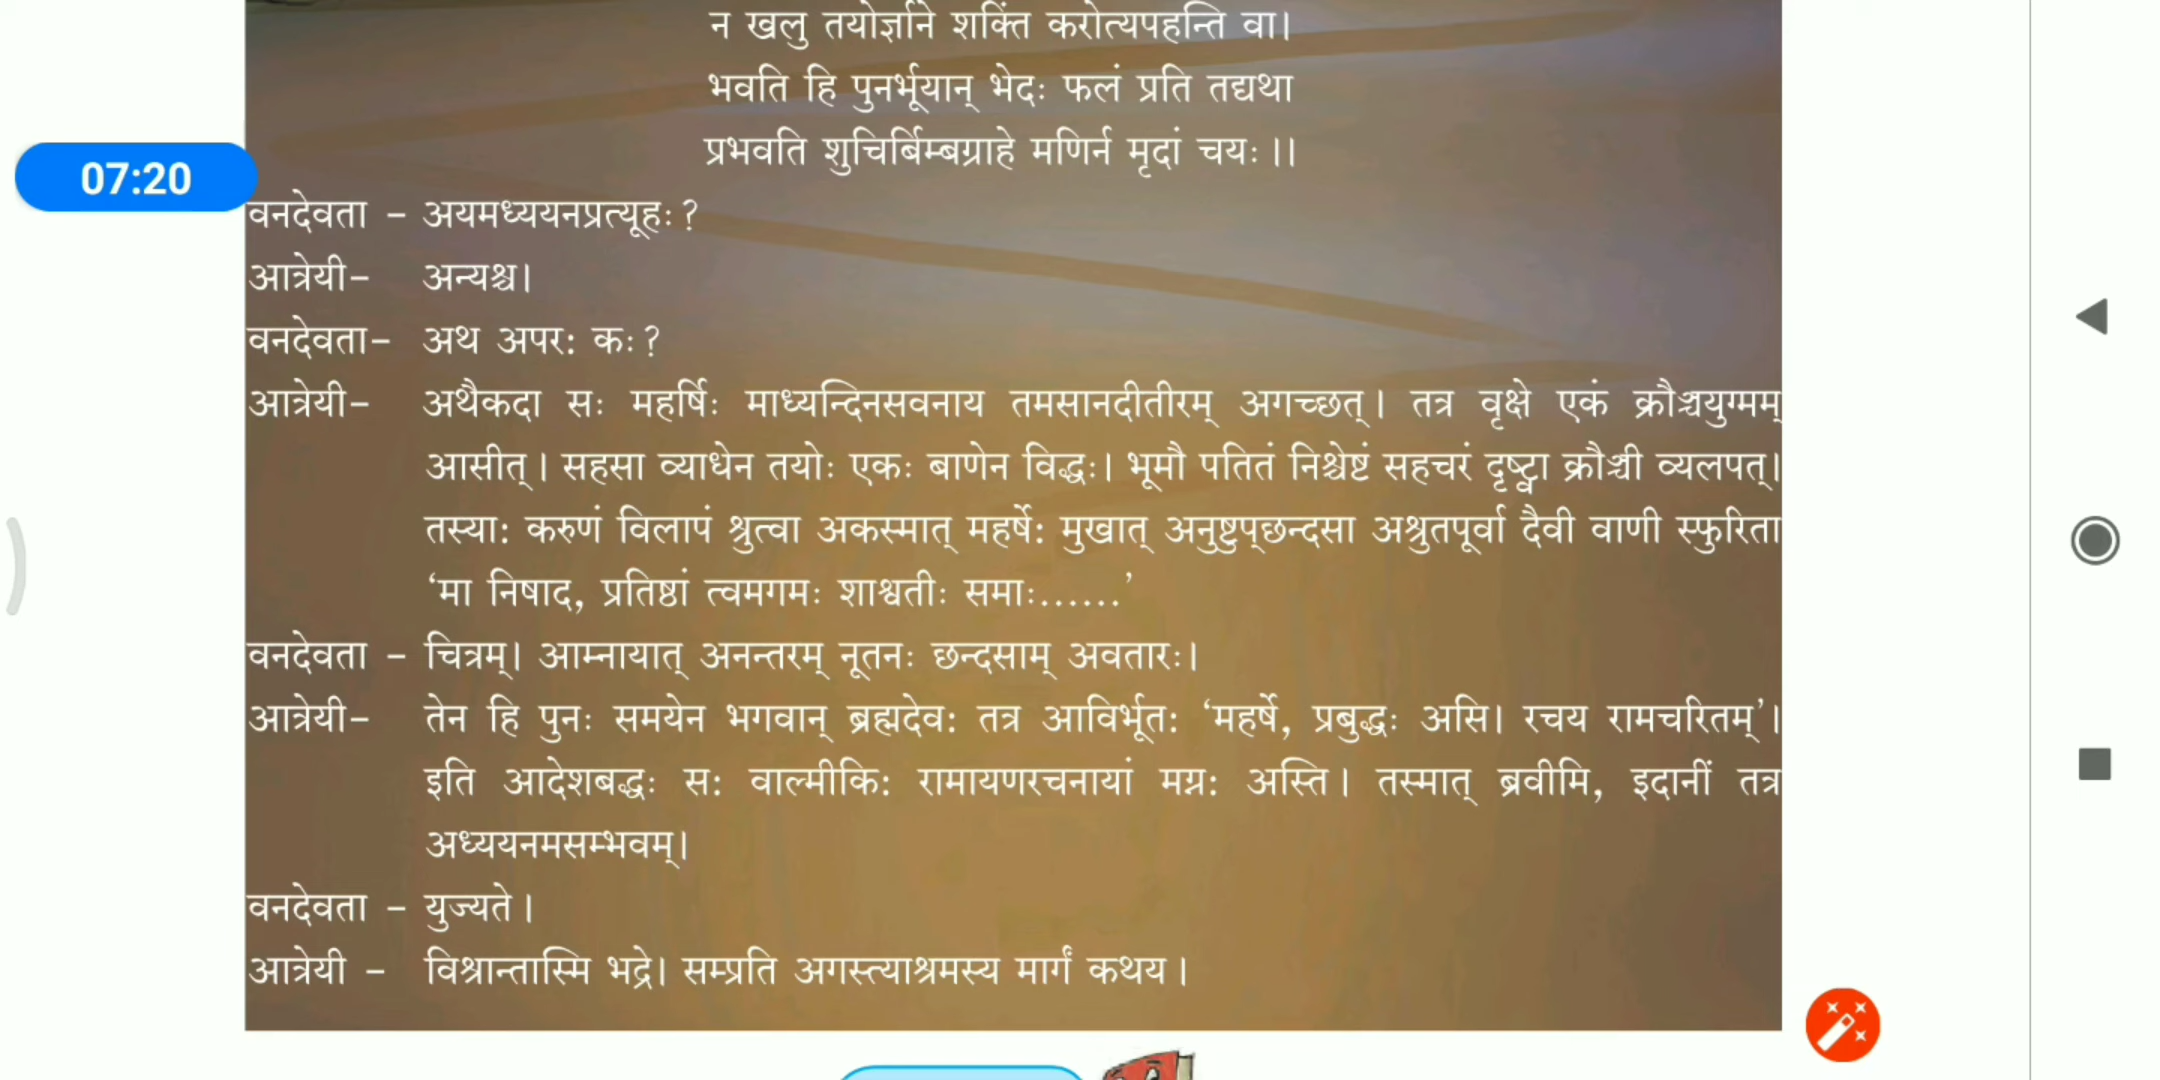 न खलु तयोर्ज्ञाने शक्तिं करोत्यपहन्ति वा।
भवति हि पुनर्भूयान् भेदः फलं प्रति तद्यथा
प्रभवति शुचिर्बिम्बग्राहे मणिर्न मृदां चयः।।
07:20
वनदेवता – अयमध्ययनप्रत्यूहः?
आत्रेयी– अन्यश्च।
वनदेवता– अथ अपर: कः?
आत्रेयी– अथैकदा सः महर्षिः माध्यन्दिनसवनाय तमसानदीतीरम् अगच्छत्। तत्र वृक्षे एकं क्रौञ्चयुग्मम्
आसीत्। सहसा व्याधेन तयोः एकः बाणेन विद्धः। भूमौ पतितं निश्चेष्टं सहचरं दृष्ट्वा क्रौञ्ची व्यलपत्।
तस्या: करुणं विलापं श्रुत्वा अकस्मात् महर्षे: मुखात् अनुष्टुप्छन्दसा अश्रुतपूर्वा दैवी वाणी स्फुरिता
‘मा निषाद, प्रतिष्ठां त्वमगमः शाश्वतीः समाः......’
वनदेवता – चित्रम्। आम्नायात् अनन्तरम् नूतनः छन्दसाम् अवतारः।
आत्रेयी– तेन हि पुनः समयेन भगवान् ब्रह्मदेव: तत्र आविर्भूत: ‘महर्षे, प्रबुद्धः असि। रचय रामचरितम्’।
इति आदेशबद्धः स: वाल्मीकि: रामायणरचनायां मग्न: अस्ति। तस्मात् ब्रवीमि, इदानीं तत्र
अध्ययनमसम्भवम्।
वनदेवता – युज्यते।
आत्रेयी – विश्रान्तास्मि भद्रे। सम्प्रति अगस्त्याश्रमस्य मार्गं कथय।